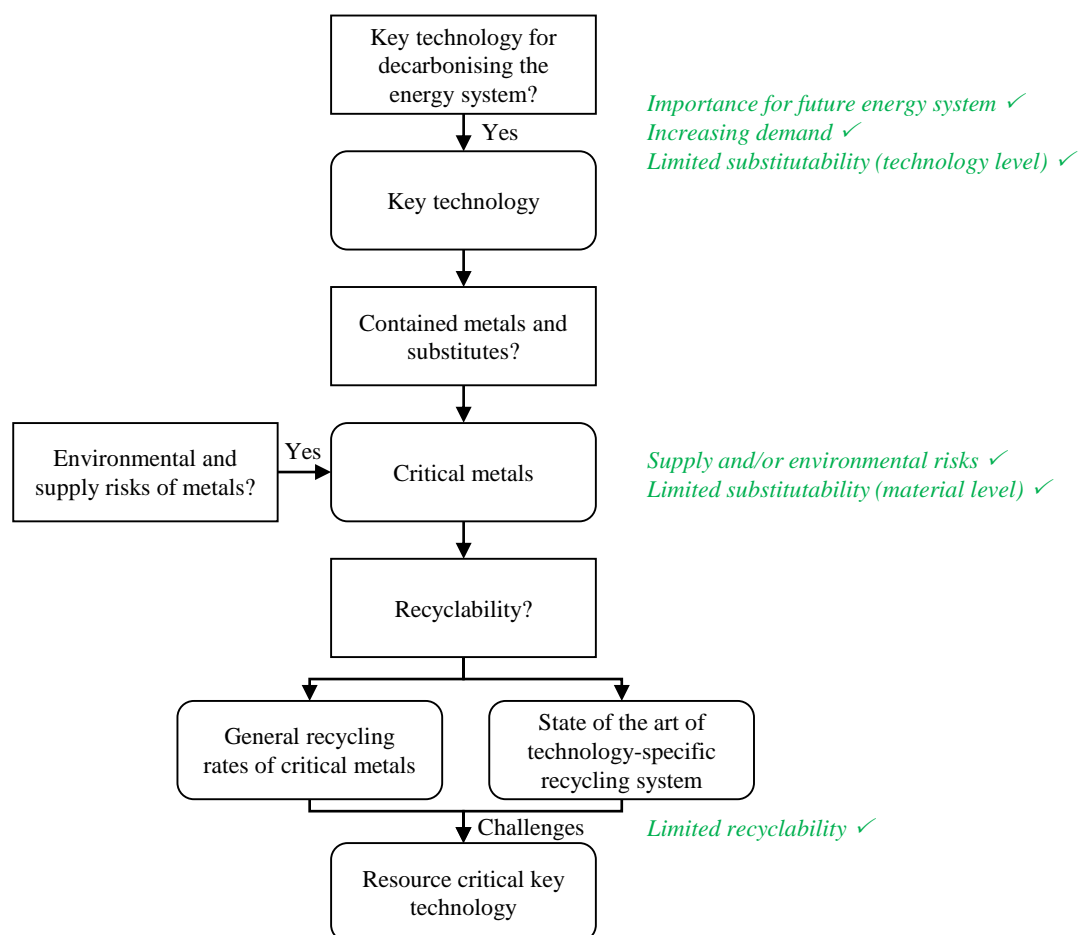 Key technology for
decarbonising the
energy system?
Importance for future energy system ✓
Increasing demand ✓
Limited substitutability (technology level) ✓
Yes
Key technology
Contained metals and
substitutes?
Environmental and
supply risks of metals?
Yes
Critical metals
Supply and/or environmental risks ✓
Limited substitutability (material level) ✓
Recyclability?
General recycling
rates of critical metals
State of the art of
technology-specific
recycling system
Challenges
Limited recyclability ✓
Resource critical key
technology